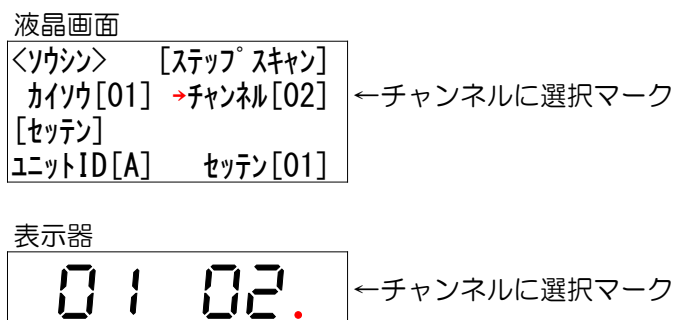 液晶画面
<ソウシン> [ステップ スキャン]
カイソウ[01] →チャンネル[02] ←チャンネルに選択マーク
[セッテン]
ユニットID[A] セッテン[01]
表示器
01 02. ←チャンネルに選択マーク